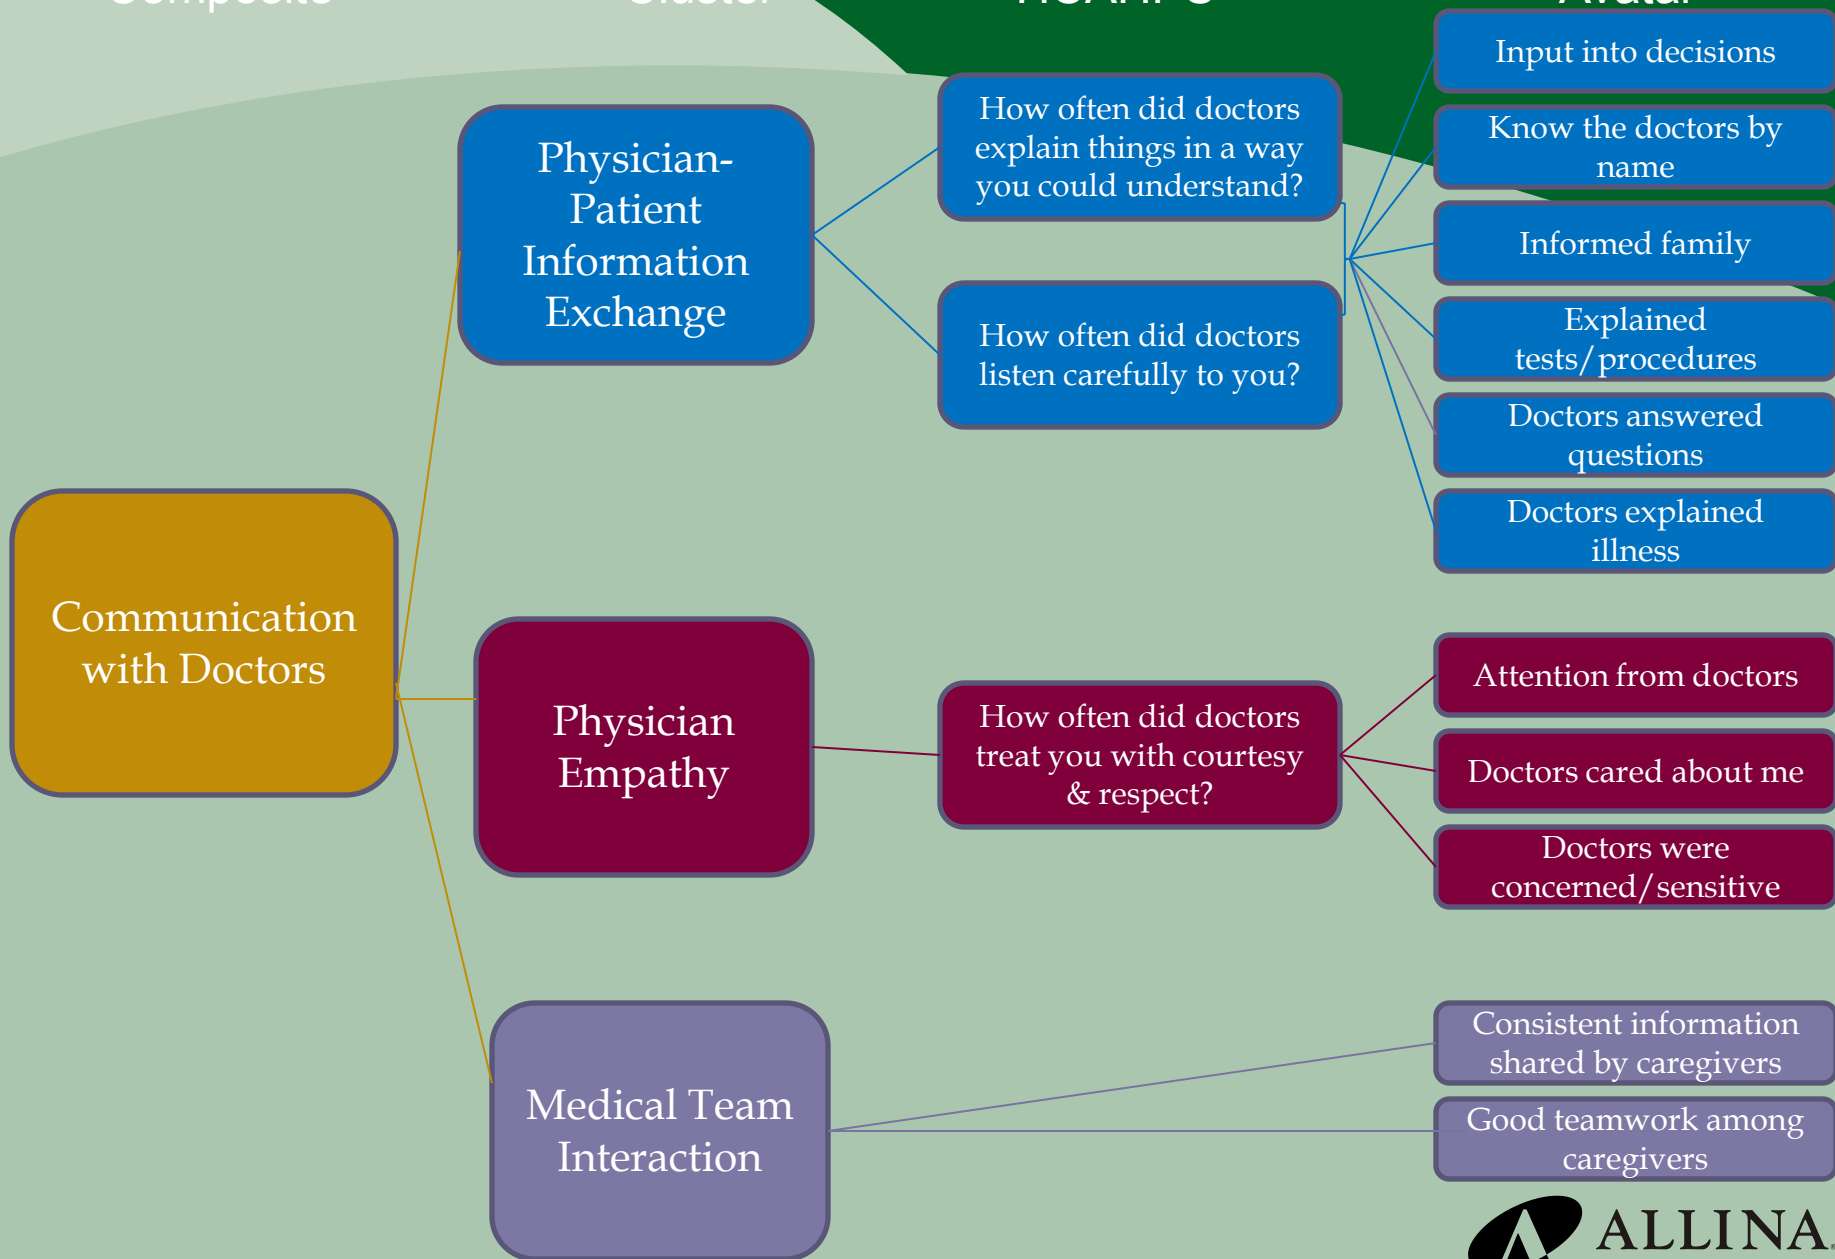 Composite
Cluster
HCAHPS
Avatar
Communication
with Doctors
Physician-
Patient
Information
Exchange
How often did doctors
explain things in a way
you could understand?
How often did doctors
listen carefully to you?
Input into decisions
Know the doctors by
name
Informed family
Explained
tests/procedures
Doctors answered
questions
Doctors explained
illness
Physician
Empathy
How often did doctors
treat you with courtesy
& respect?
Attention from doctors
Doctors cared about me
Doctors were
concerned/sensitive
Medical Team
Interaction
Consistent information
shared by caregivers
Good teamwork among
caregivers
ALLINA